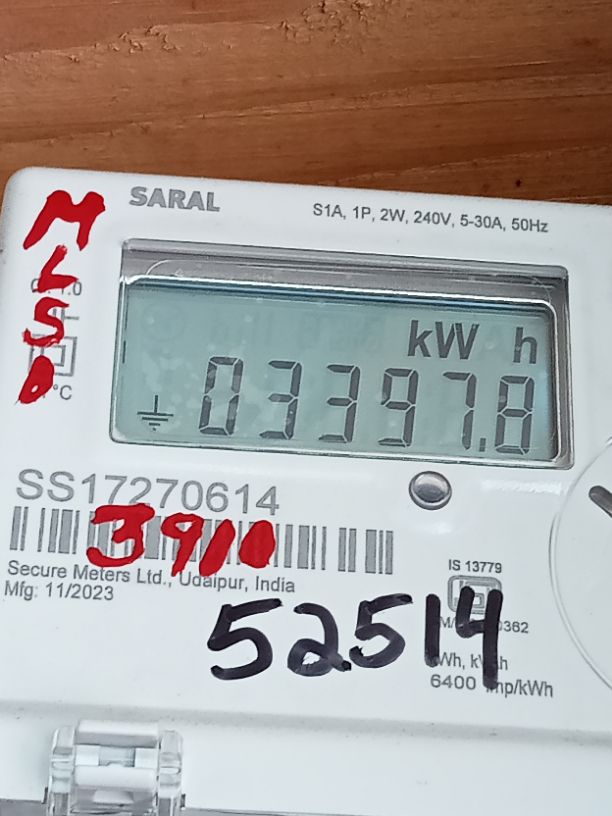 SARAL
S1A, 1P, 2W, 240V, 5-30A, 50Hz
MLSD
kW h
03397.8
°C
SS17270614
3910
Secure Meters Ltd., Udaipur, India
Mfg: 11/2023
IS 13779
52514
6400 imp/kWh